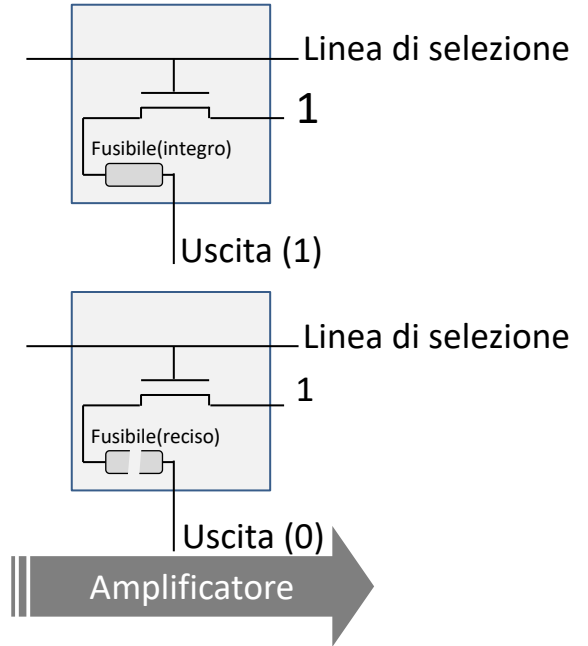 Linea di selezione
1
Fusibile(integro)
Uscita (1)
Linea di selezione
1
Fusibile(reciso)
Uscita (0)
Amplificatore